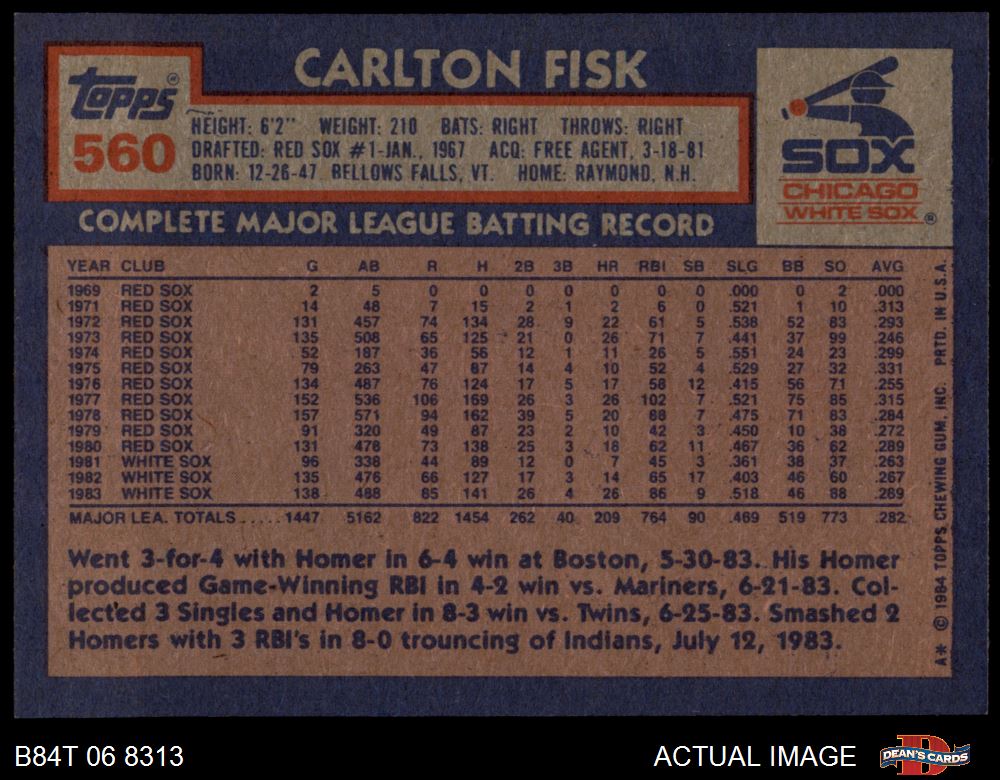 CARLTON FISK
Topps®
560
HEIGHT: 6'2" WEIGHT: 210 BATS: RIGHT THROWS: RIGHT
DRAFTED: RED SOX #1-JAN., 1967 ACQ: FREE AGENT, 3-18-81
BORN: 12-26-47 BELLOWS FALLS, VT. HOME: RAYMOND, N.H.
SOX
CHICAGO
WHITE SOX ®
COMPLETE MAJOR LEAGUE BATTING RECORD
YEAR CLUB G AB R H 2B 3B HR RBI SB SLG BB SO AVG
1969 RED SOX 2 5 0 0 0 0 0 0 0 .000 0 2 .000
1971 RED SOX 14 48 7 15 2 1 2 6 0 .521 1 10 .313
1972 RED SOX 131 457 74 134 28 9 22 61 5 .538 52 83 .293
1973 RED SOX 135 508 65 125 21 0 26 71 7 .441 37 99 .246
1974 RED SOX 52 187 36 56 12 1 11 26 5 .551 24 23 .299
1975 RED SOX 79 263 47 87 14 4 10 52 4 .529 27 32 .331
1976 RED SOX 134 487 76 124 17 5 17 58 12 .415 56 71 .255
1977 RED SOX 152 536 106 169 26 3 26 102 7 .521 75 85 .315
1978 RED SOX 157 571 94 162 39 5 20 88 7 .475 71 83 .284
1979 RED SOX 91 320 49 87 23 2 10 42 3 .450 10 38 .272
1980 RED SOX 131 478 73 138 25 3 18 62 11 .467 36 62 .289
1981 WHITE SOX 96 338 44 89 12 0 7 45 3 .361 38 37 .263
1982 WHITE SOX 135 476 66 127 17 3 14 65 17 .403 46 60 .267
1983 WHITE SOX 138 488 85 141 26 4 26 86 9 .518 46 88 .289
MAJOR LEA. TOTALS..... 1447 5162 822 1454 262 40 209 764 90 .469 519 773 .282
Went 3-for-4 with Homer in 6-4 win at Boston, 5-30-83. His Homer
produced Game-Winning RBI in 4-2 win vs. Mariners, 6-21-83. Col-
lected 3 Singles and Homer in 8-3 win vs. Twins, 6-25-83. Smashed 2
Homers with 3 RBI's in 8-0 trouncing of Indians, July 12, 1983.
A* © 1984 TOPPS CHEWING GUM, INC. PRTD. IN U.S.A.
B84T 06 8313
ACTUAL IMAGE
DEAN'S CARDS